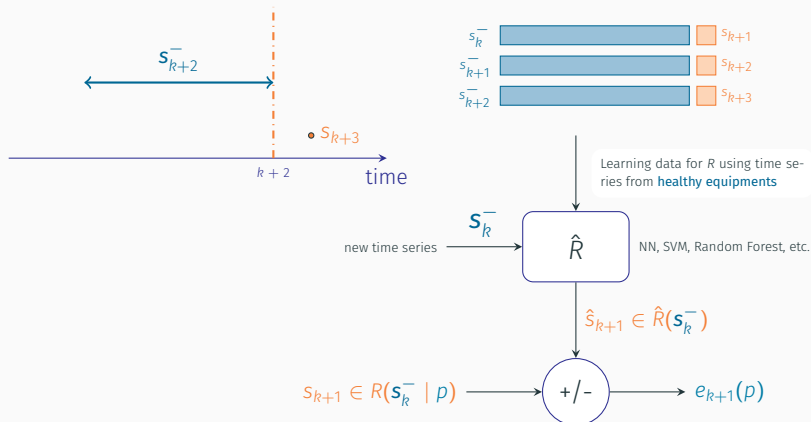 s⁻ₖ₊₂
sₖ₊₃
k + 2
time
s⁻ₖ sₖ₊₁
s⁻ₖ₊₁ sₖ₊₂
s⁻ₖ₊₂ sₖ₊₃
Learning data for R using time se-
ries from healthy equipments
s⁻ₖ
new time series
R̂
NN, SVM, Random Forest, etc.
ŝₖ₊₁ ∈ R̂(s⁻ₖ)
sₖ₊₁ ∈ R(s⁻ₖ | p)
+/-
eₖ₊₁(p)